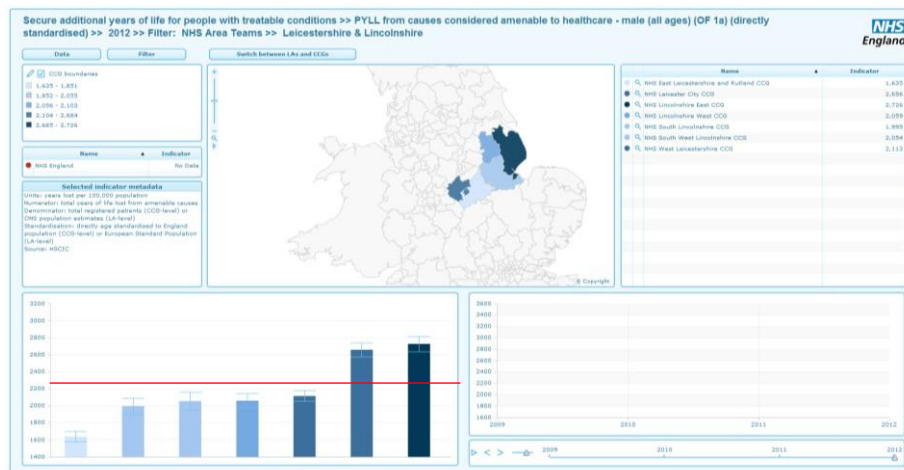 Secure additional years of life for people with treatable conditions >> PYLL from causes considered amenable to healthcare - male (all ages) (OF 1a) (directly
standardised) >> 2012 >> Filter: NHS Area Teams >> Leicestershire & Lincolnshire
NHS
England
Data
Filter
Switch between LAs and CCGs
CCG boundaries
1,635 - 1,851
1,852 - 2,055
2,056 - 2,103
2,104 - 2,684
2,685 - 2,726
Name Indicator
NHS England No Data
Selected indicator metadata
Units: years lost per 100,000 population
Numerator: total years of life lost from amenable causes
Denominator: total registered patients (CCG-level) or
ONS population estimates (LA-level)
Standardisation: directly age standardised to England
population (CCG-level) or European Standard Population
(LA-level)
Source: HSCIC
© Copyright
Name Indicator
NHS East Leicestershire and Rutland CCG 1,635
NHS Leicester City CCG 2,656
NHS Lincolnshire East CCG 2,726
NHS Lincolnshire West CCG 2,059
NHS South Lincolnshire CCG 1,995
NHS South West Lincolnshire CCG 2,054
NHS West Leicestershire CCG 2,113
3200
3000
2800
2600
2400
2200
2000
1800
1600
1400
3600
3400
3200
3000
2800
2600
2400
2200
2000
1800
1600
2009 2010 2011 2012
2009 2010 2011 2012